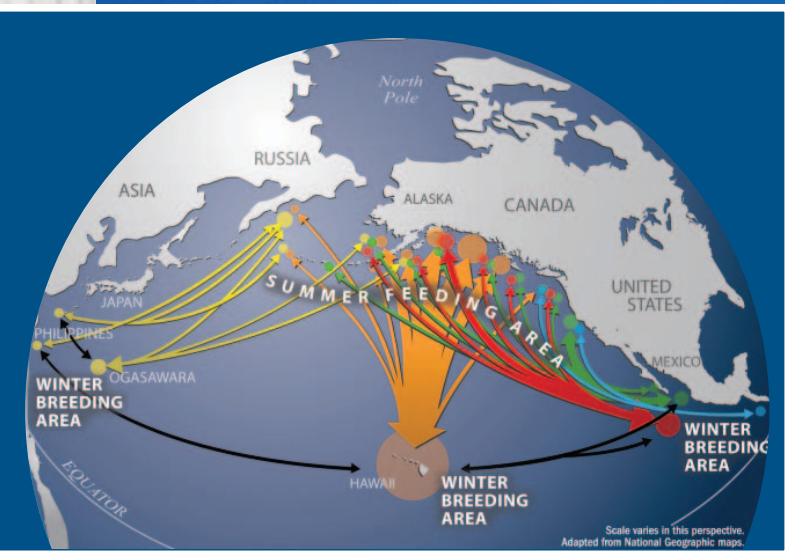 North
Pole
RUSSIA
ASIA
ALASKA
CANADA
UNITED
STATES
SUMMER FEEDING AREA
JAPAN
PHILIPPINES
MEXICO
OGASAWARA
WINTER
BREEDING
AREA
WINTER
BREEDING
AREA
HAWAII
WINTER
BREEDING
AREA
EQUATOR
Scale varies in this perspective.
Adapted from National Geographic maps.